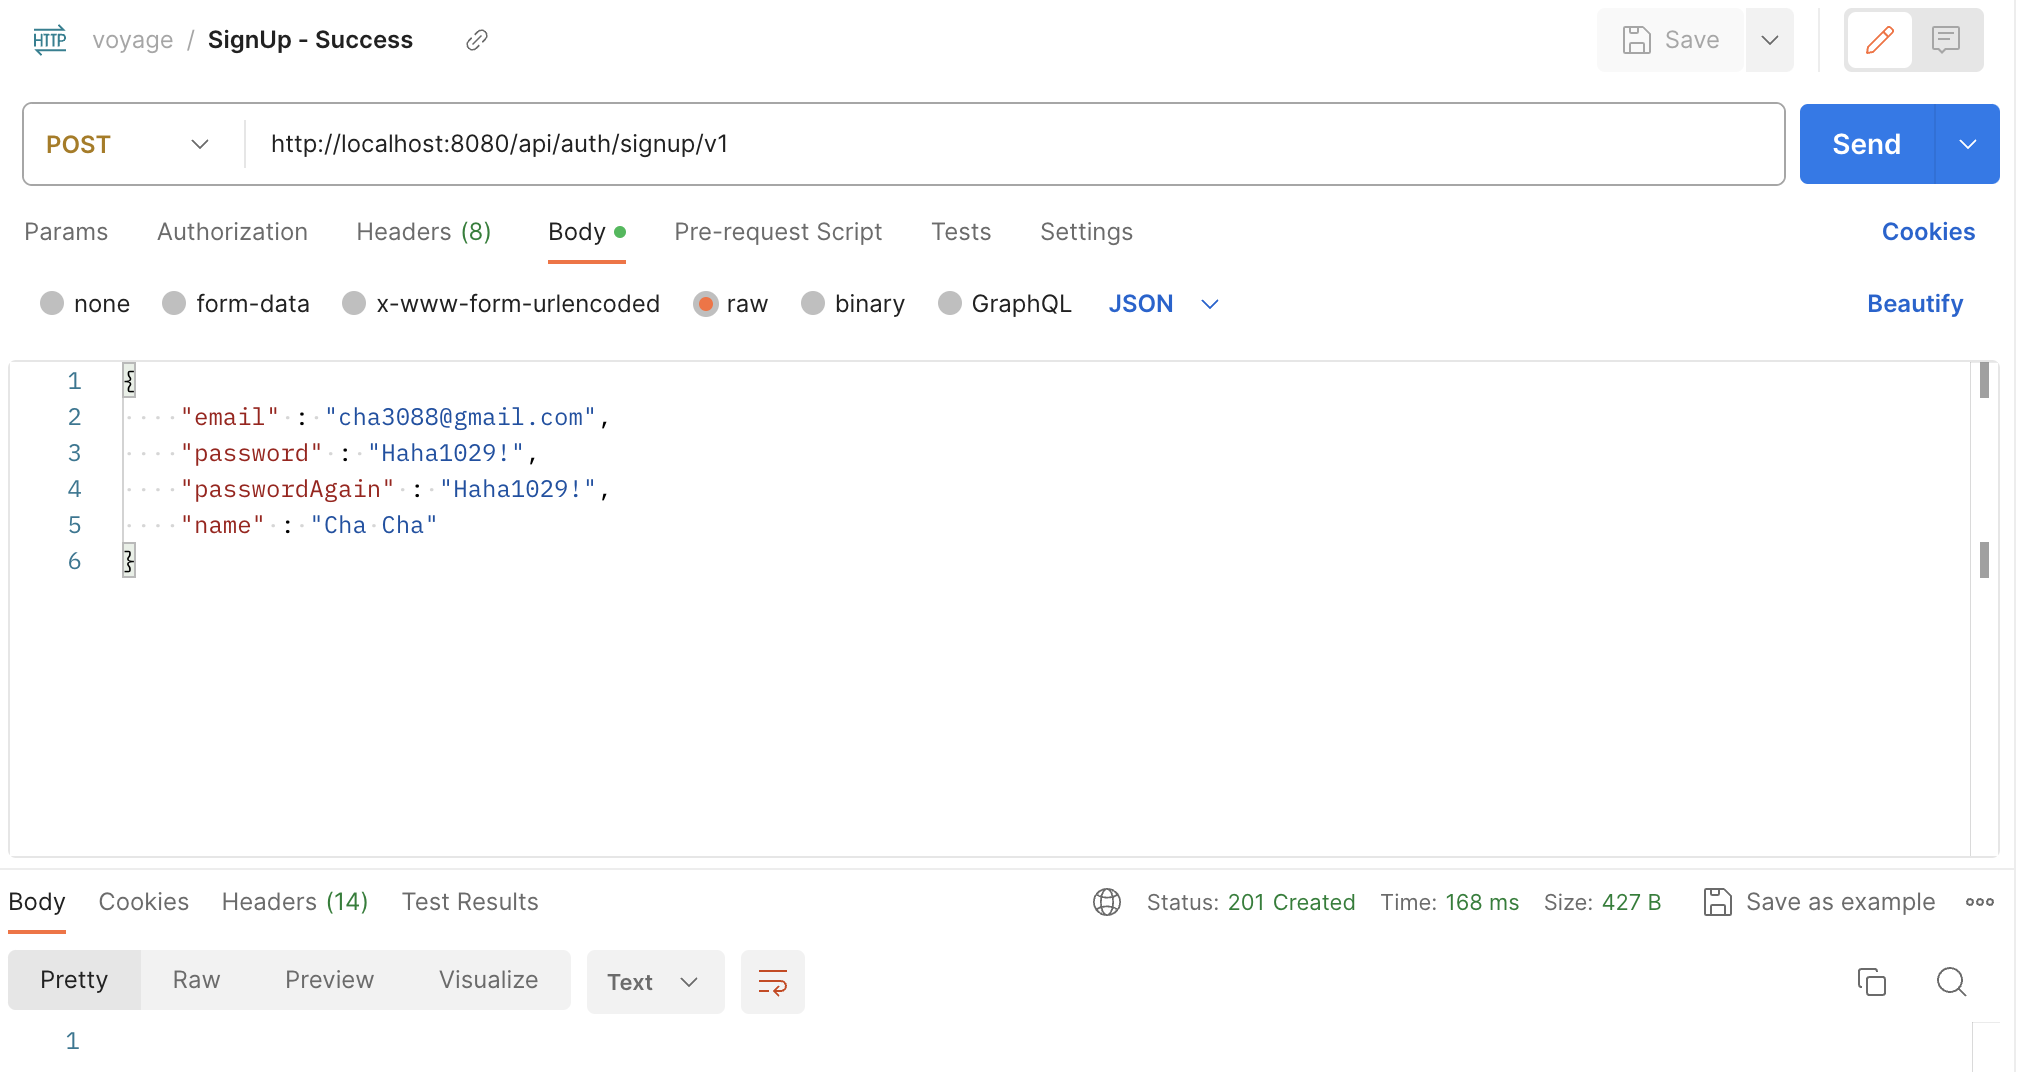 HTTP voyage / SignUp - Success Save
POST http://localhost:8080/api/auth/signup/v1 Send
Params Authorization Headers (8) Body Pre-request Script Tests Settings Cookies
none form-data x-www-form-urlencoded raw binary GraphQL JSON Beautify
1 {
2 "email" : "cha3088@gmail.com",
3 "password" : "Haha1029!",
4 "passwordAgain" : "Haha1029!",
5 "name" : "Cha Cha"
6 }
Body Cookies Headers (14) Test Results Status: 201 Created Time: 168 ms Size: 427 B Save as example
Pretty Raw Preview Visualize Text
1